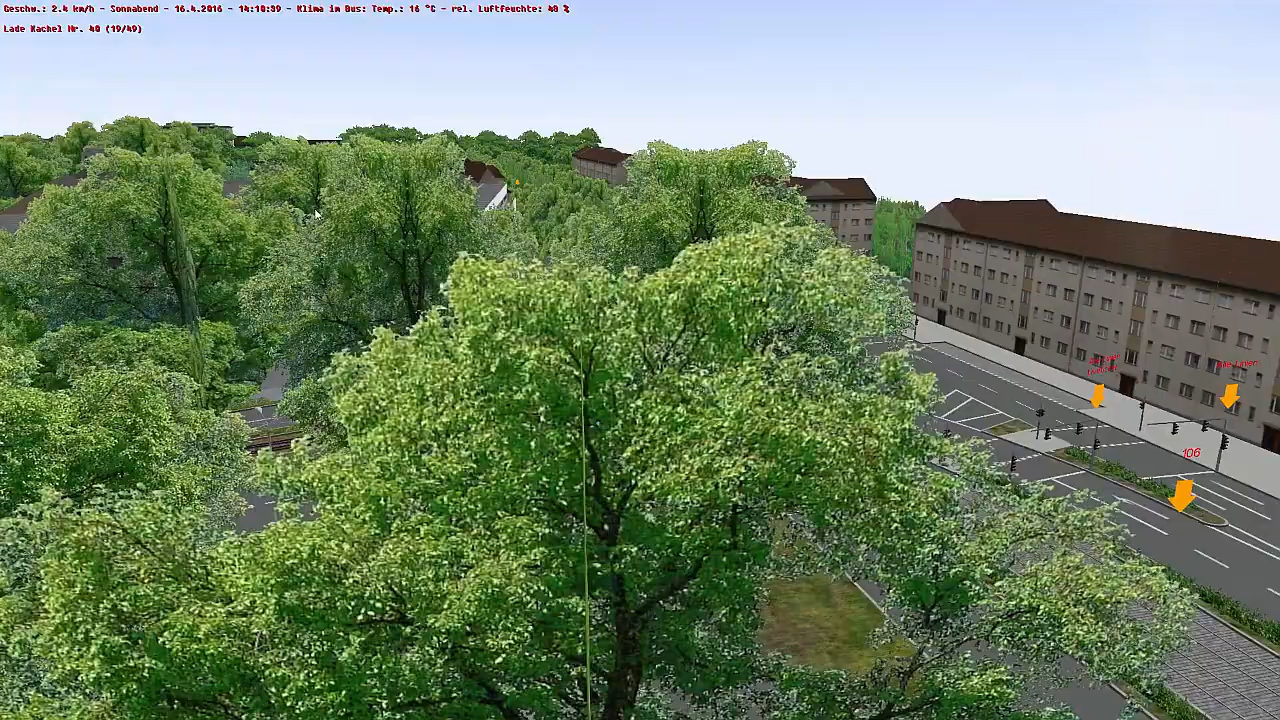 Geschw.: 2.4 km/h - Sonnabend - 16.4.2016 - 14:10:39 - Klima im Bus: Temp.: 16 °C - rel. Luftfeuchte: 40 %
Lade Kachel Nr. 40 (19/49)
106